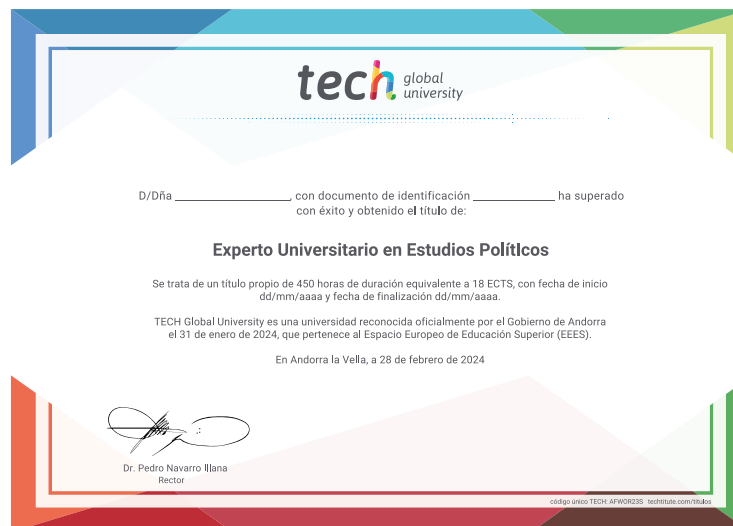 tech global university
D/Dña ____________, con documento de identificación ____________ ha superado
con éxito y obtenido el título de:
Experto Universitario en Estudios Políticos
Se trata de un título propio de 450 horas de duración equivalente a 18 ECTS, con fecha de inicio
dd/mm/aaaa y fecha de finalización dd/mm/aaaa.
TECH Global University es una universidad reconocida oficialmente por el Gobierno de Andorra
el 31 de enero de 2024, que pertenece al Espacio Europeo de Educación Superior (EEES).
En Andorra la Vella, a 28 de febrero de 2024
Dr. Pedro Navarro Illana
Rector
código único TECH: AFWOR23S techtitute.com/titulos